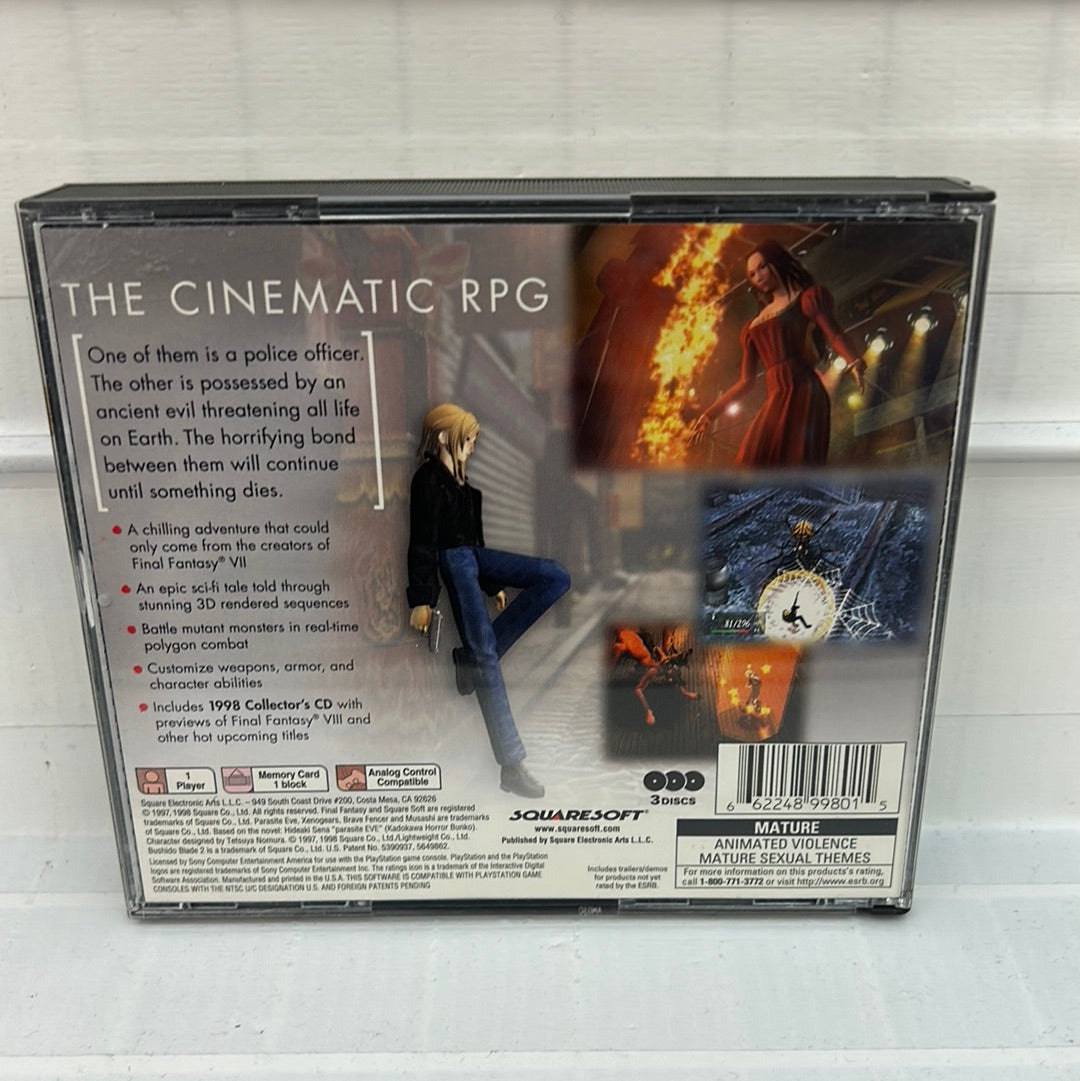 THE CINEMATIC RPG
One of them is a police officer.
The other is possessed by an
ancient evil threatening all life
on Earth. The horrifying bond
between them will continue
until something dies.
A chilling adventure that could
only come from the creators of
Final Fantasy® VII
An epic sci-fi tale told through
stunning 3D rendered sequences
Battle mutant monsters in real-time
polygon combat
Customize weapons, armor, and
character abilities
Includes 1998 Collector's CD with
previews of Final Fantasy® VIII and
other hot upcoming titles
81/296
1
Player
Memory Card
1 block
Analog Control
Compatible
Square Electronic Arts L.L.C. – 949 South Coast Drive #200, Costa Mesa, CA 92626
© 1997, 1998 Square Co., Ltd. All rights reserved. Final Fantasy and Square Soft are registered
trademarks of Square Co., Ltd. Parasite Eve, Xenogears, Brave Fencer and Musashi are trademarks
of Square Co., Ltd. Based on the novel: Hideaki Sena "parasite EVE" (Kadokawa Horror Bunko).
Character designed by Tetsuya Nomura. © 1997, 1998 Square Co., Ltd./Lightweight Co., Ltd.
Bushido Blade 2 is a trademark of Square Co., Ltd. U.S. Patent No. 5390937, 5649862.
Licensed by Sony Computer Entertainment America for use with the PlayStation game console. PlayStation and the PlayStation
logos are registered trademarks of Sony Computer Entertainment Inc. The ratings icon is a trademark of the Interactive Digital
Software Association. Manufactured and printed in the U.S.A. THIS SOFTWARE IS COMPATIBLE WITH PLAYSTATION GAME
CONSOLES WITH THE NTSC U/C DESIGNATION U.S. AND FOREIGN PATENTS PENDING
SQUARESOFT®
www.squaresoft.com
Published by Square Electronic Arts L.L.C.
3 DISCS
6 62248 99801 5
Includes trailers/demos
for products not yet
rated by the ESRB.
MATURE
ANIMATED VIOLENCE
MATURE SEXUAL THEMES
For more information on this product's rating,
call 1-800-771-3772 or visit http://www.esrb.org